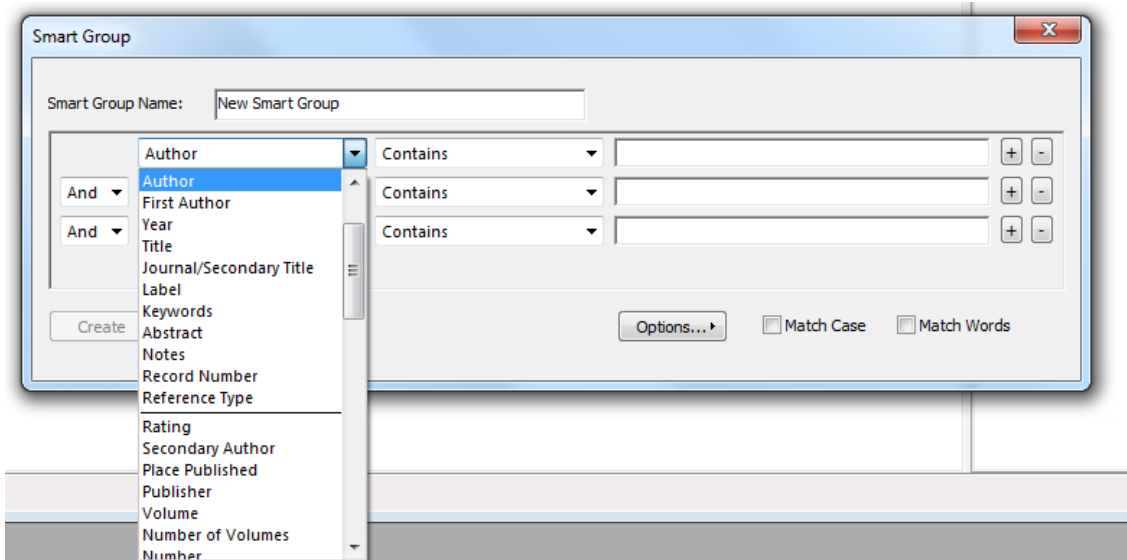 Smart Group
Smart Group Name: New Smart Group
Author Contains + -
And Contains + -
And Contains + -
Author
First Author
Year
Title
Journal/Secondary Title
Label
Keywords
Abstract
Notes
Record Number
Reference Type
Rating
Secondary Author
Place Published
Publisher
Volume
Number of Volumes
Number
Create Options... Match Case Match Words